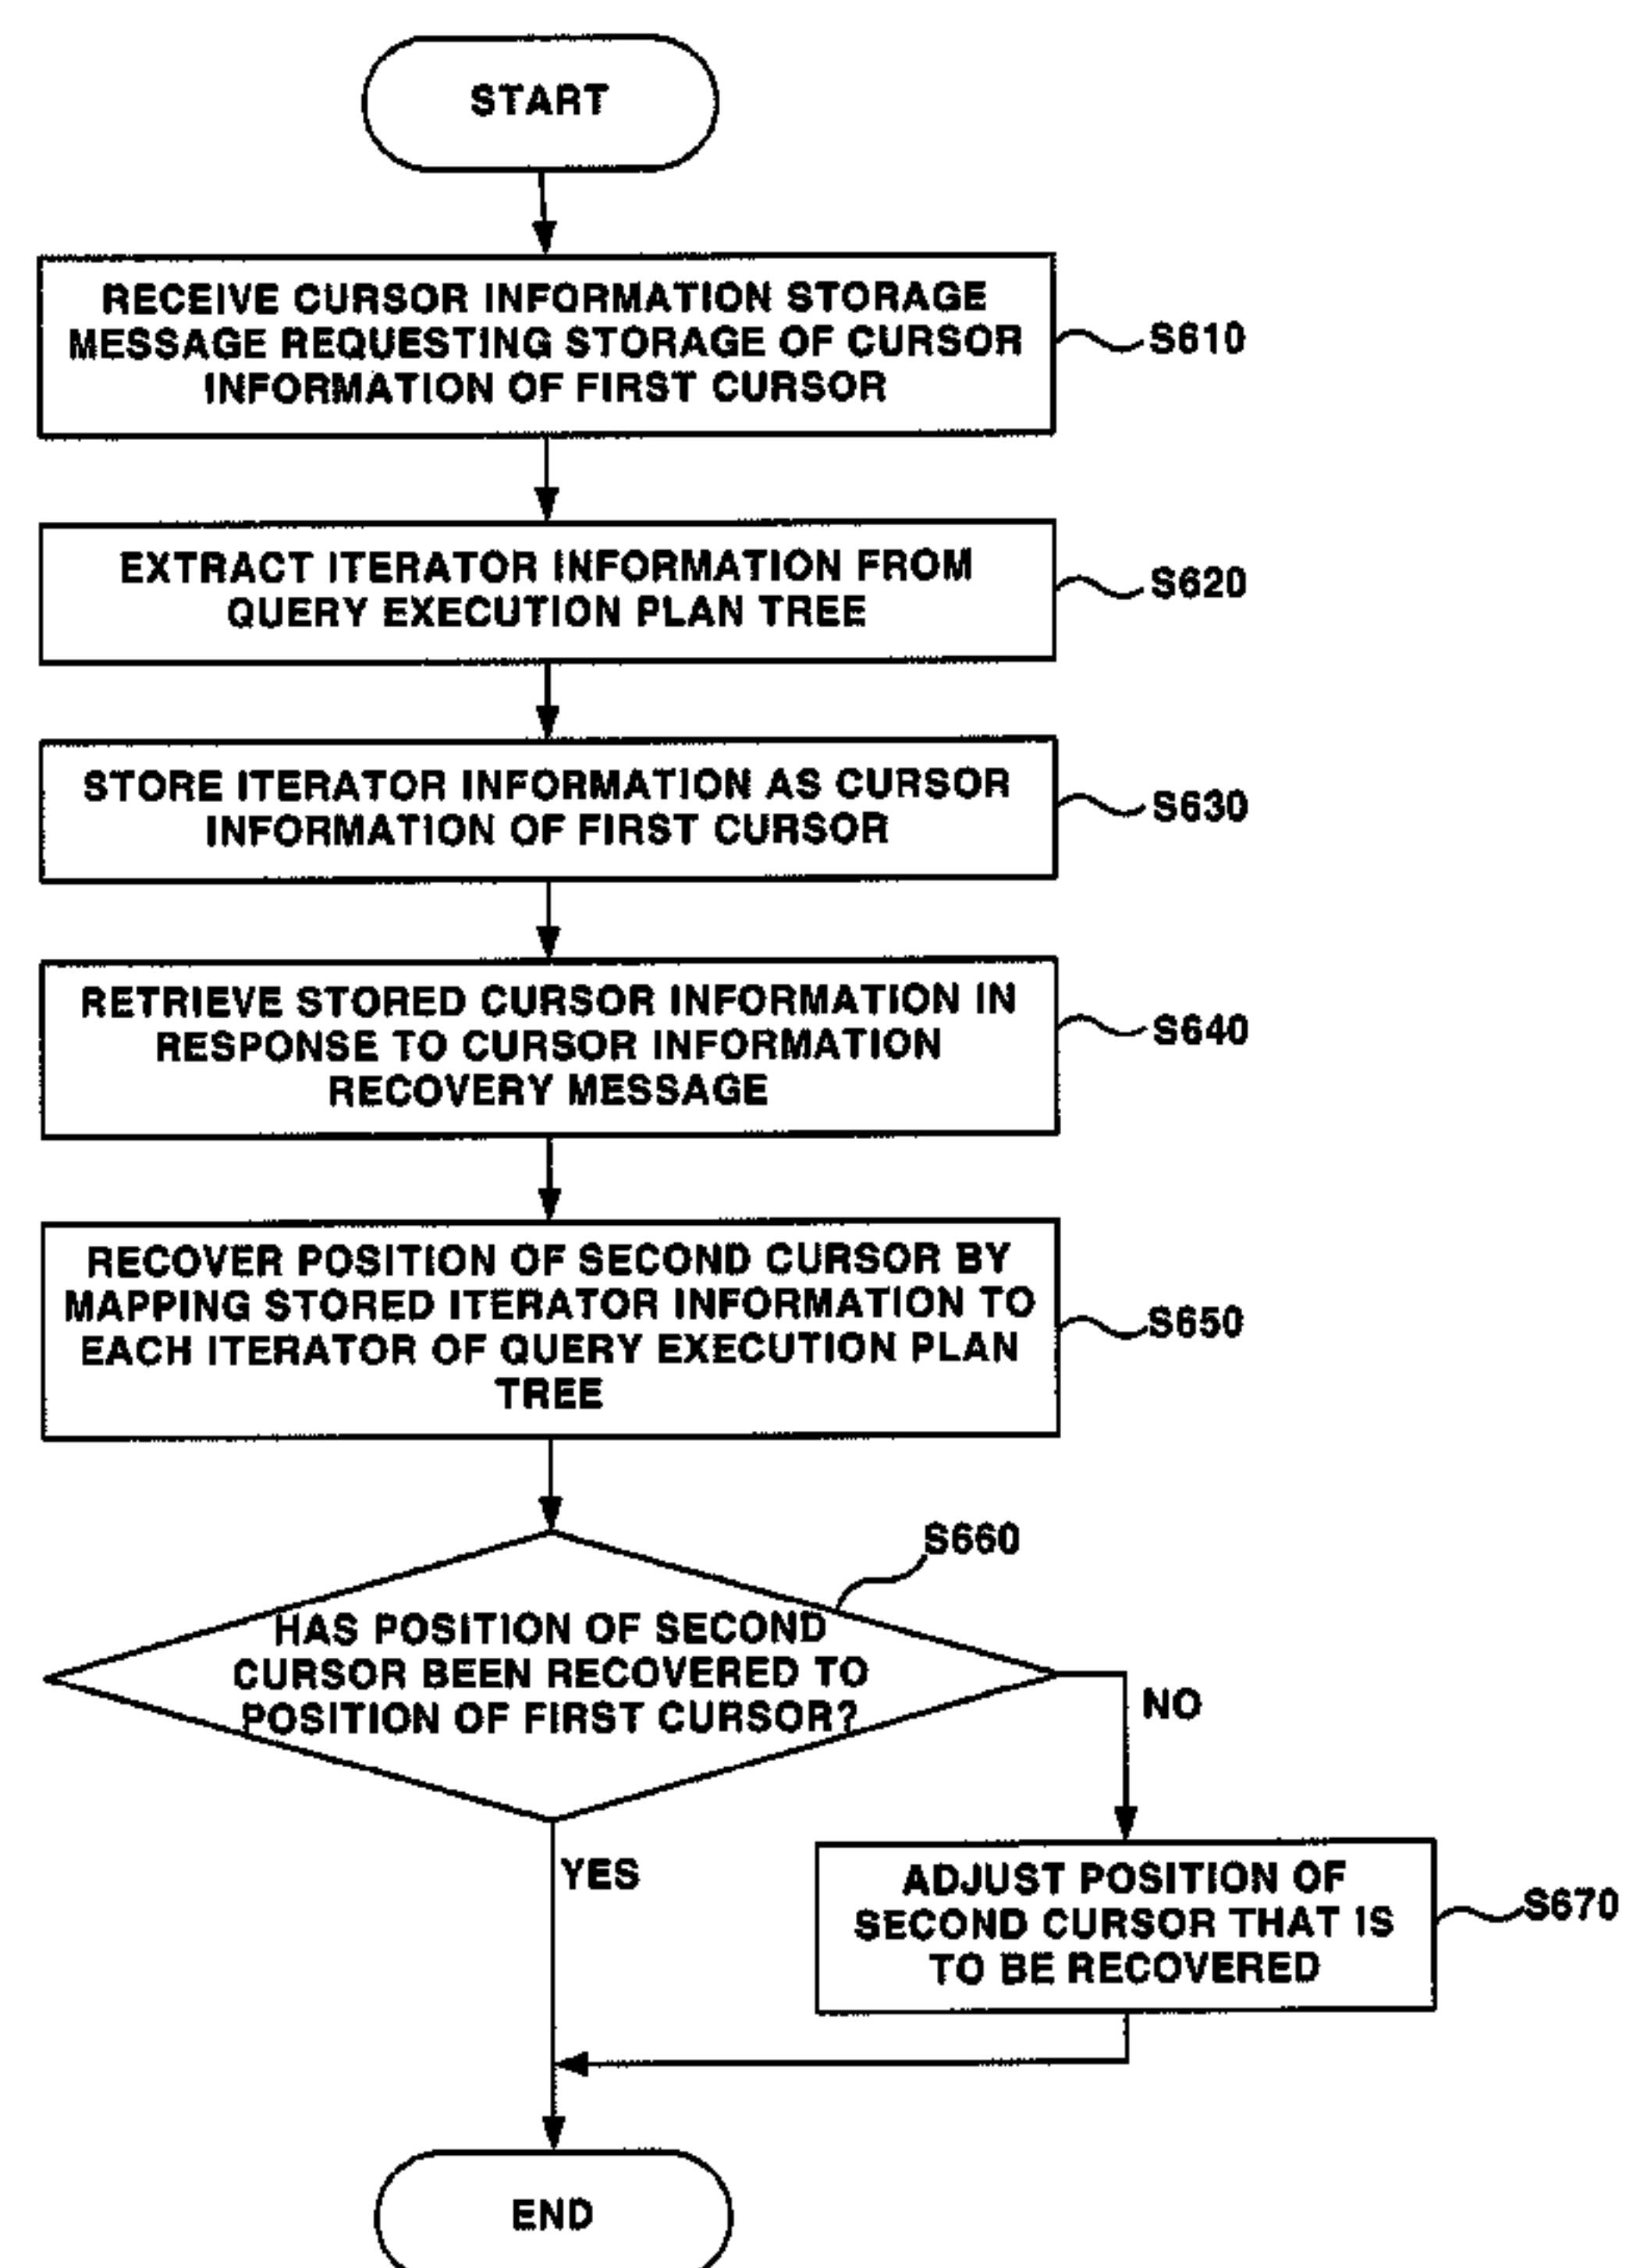 START
RECEIVE CURSOR INFORMATION STORAGE
MESSAGE REQUESTING STORAGE OF CURSOR
INFORMATION OF FIRST CURSOR
S610
EXTRACT ITERATOR INFORMATION FROM
QUERY EXECUTION PLAN TREE
S620
STORE ITERATOR INFORMATION AS CURSOR
INFORMATION OF FIRST CURSOR
S630
RETRIEVE STORED CURSOR INFORMATION IN
RESPONSE TO CURSOR INFORMATION
RECOVERY MESSAGE
S640
RECOVER POSITION OF SECOND CURSOR BY
MAPPING STORED ITERATOR INFORMATION TO
EACH ITERATOR OF QUERY EXECUTION PLAN
TREE
S650
S660
HAS POSITION OF SECOND
CURSOR BEEN RECOVERED TO
POSITION OF FIRST CURSOR?
NO
YES
ADJUST POSITION OF
SECOND CURSOR THAT IS
TO BE RECOVERED
S670
END